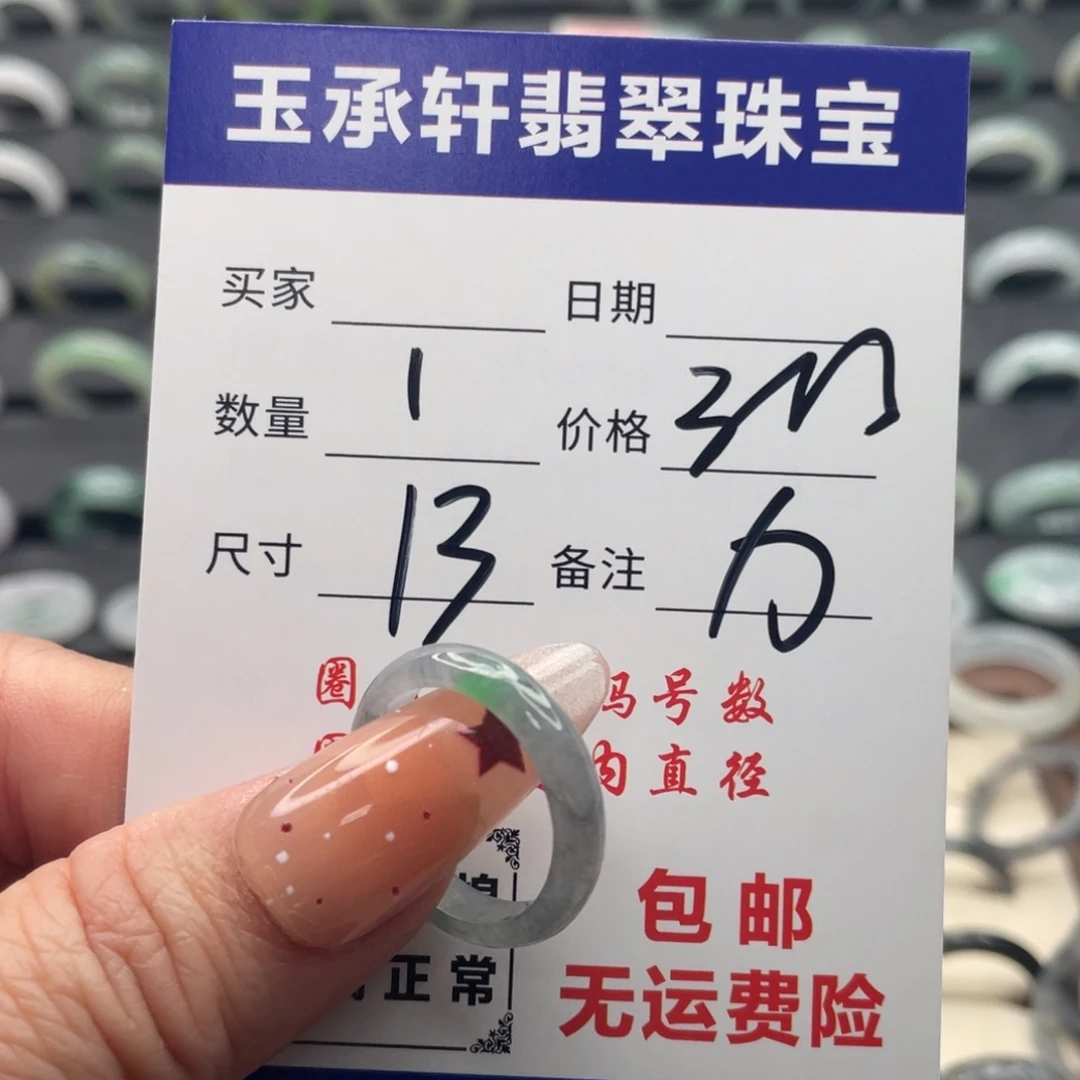 玉承轩翡翠珠宝
买家 日期
数量 1 价格
尺寸 13 备注
圈 码号数
内直径
包邮
正常 无运费险